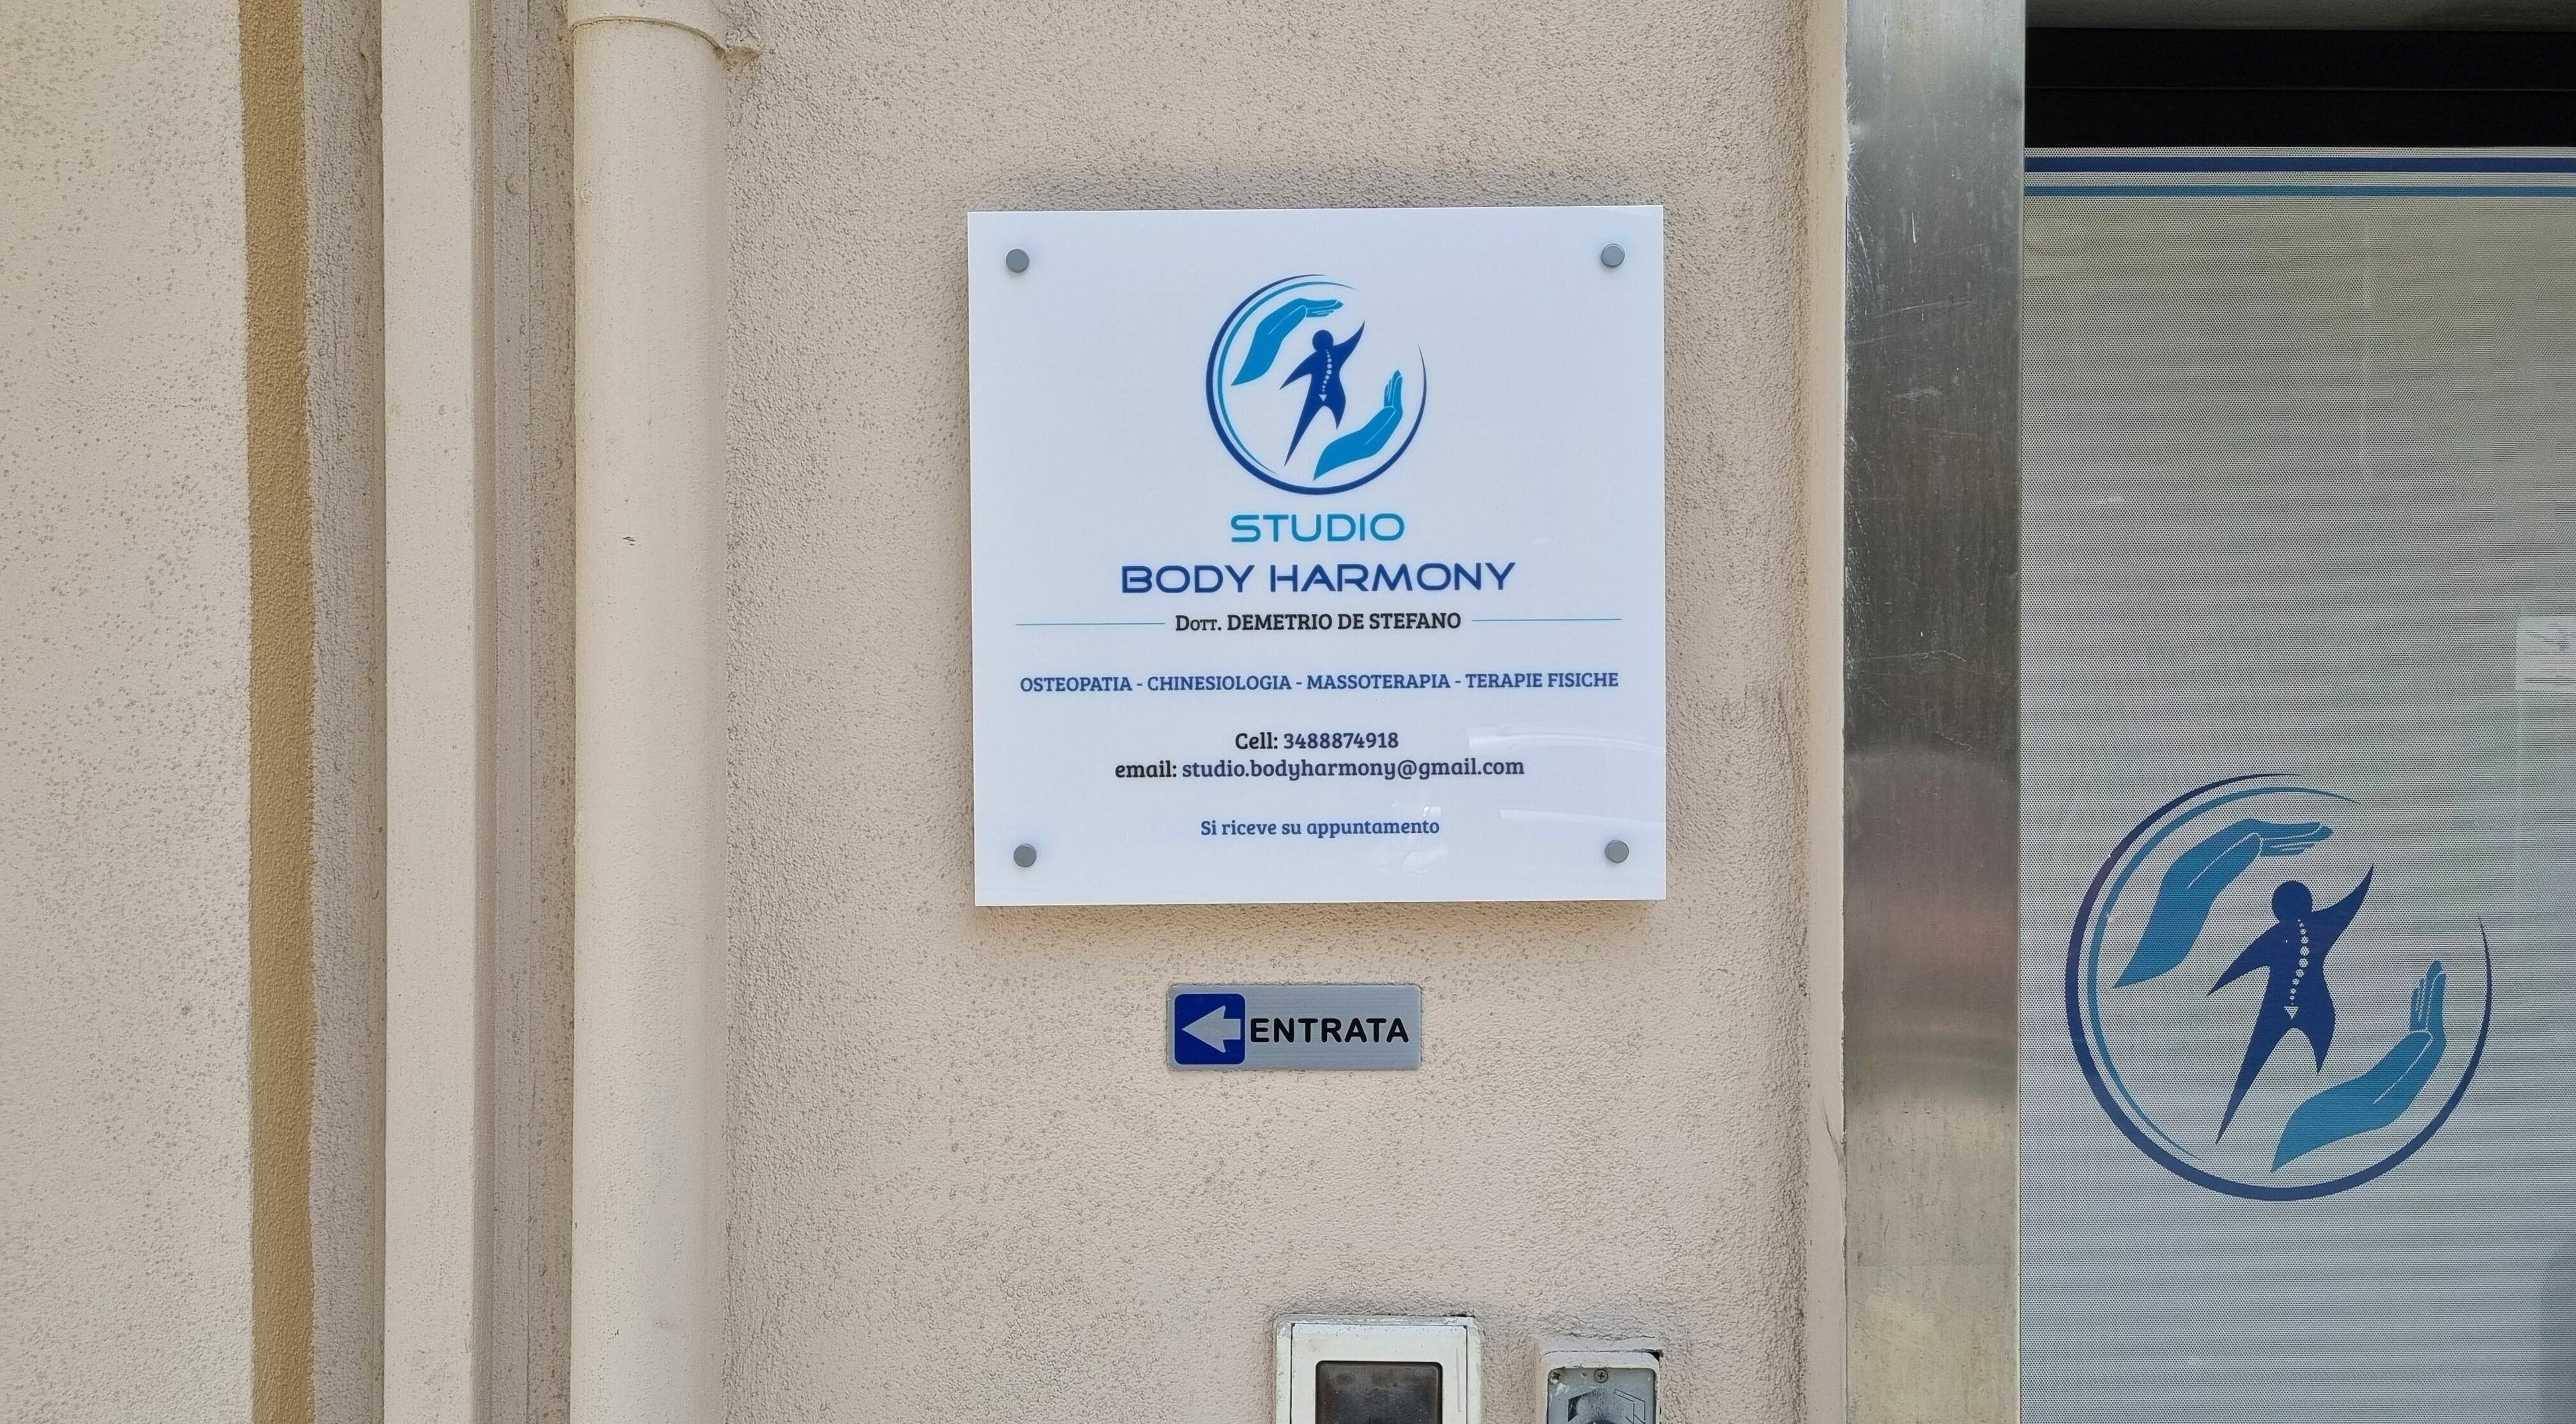 STUDIO
BODY HARMONY
Dott. DEMETRIO DE STEFANO
OSTEOPATIA - CHINESIOLOGIA - MASSOTERAPIA - TERAPIE FISICHE
Cell: 3488874918
email: studio.bodyharmony@gmail.com
Si riceve su appuntamento
ENTRATA